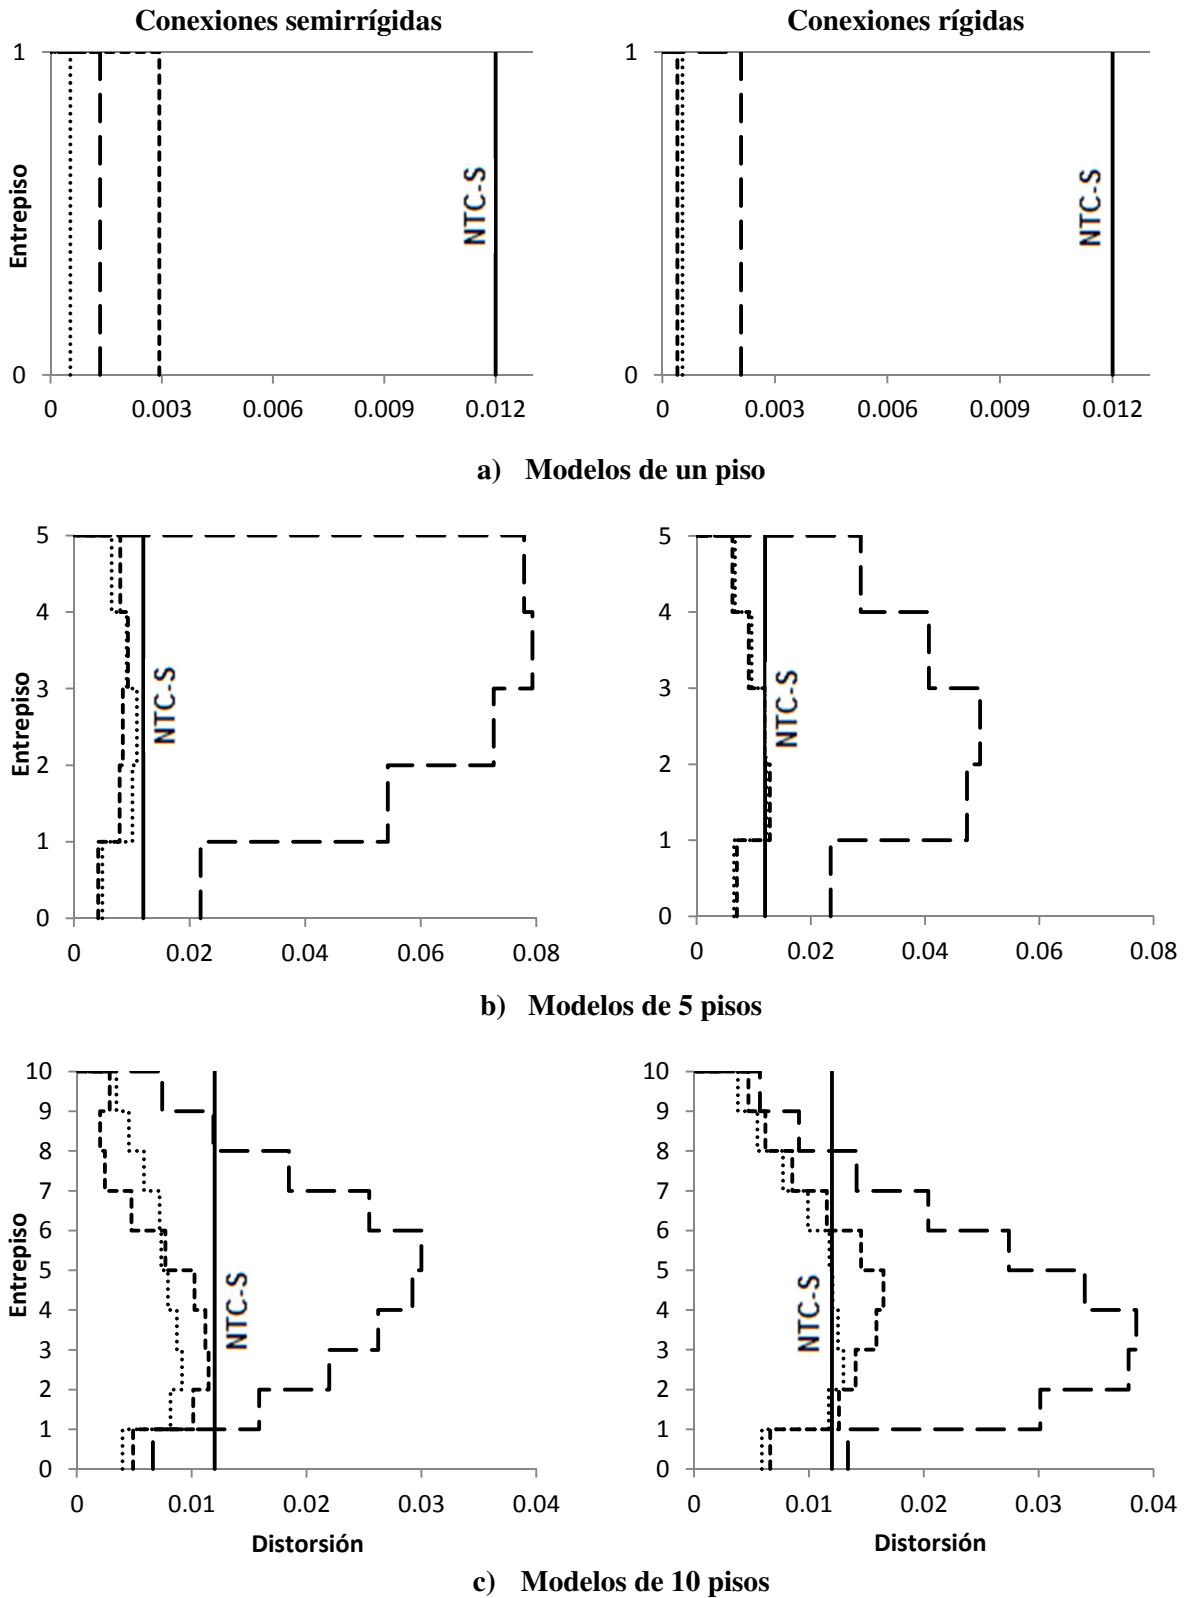 Conexiones semirrígidas
Conexiones rígidas
1
0
Entrepiso
NTC-S
0 0.003 0.006 0.009 0.012
1
0
NTC-S
0 0.003 0.006 0.009 0.012
a) Modelos de un piso
5
4
3
2
1
0
Entrepiso
NTC-S
0 0.02 0.04 0.06 0.08
5
4
3
2
1
0
NTC-S
0 0.02 0.04 0.06 0.08
b) Modelos de 5 pisos
10
9
8
7
6
5
4
3
2
1
0
Entrepiso
NTC-S
0 0.01 0.02 0.03 0.04
Distorsión
10
9
8
7
6
5
4
3
2
1
0
NTC-S
0 0.01 0.02 0.03 0.04
Distorsión
c) Modelos de 10 pisos